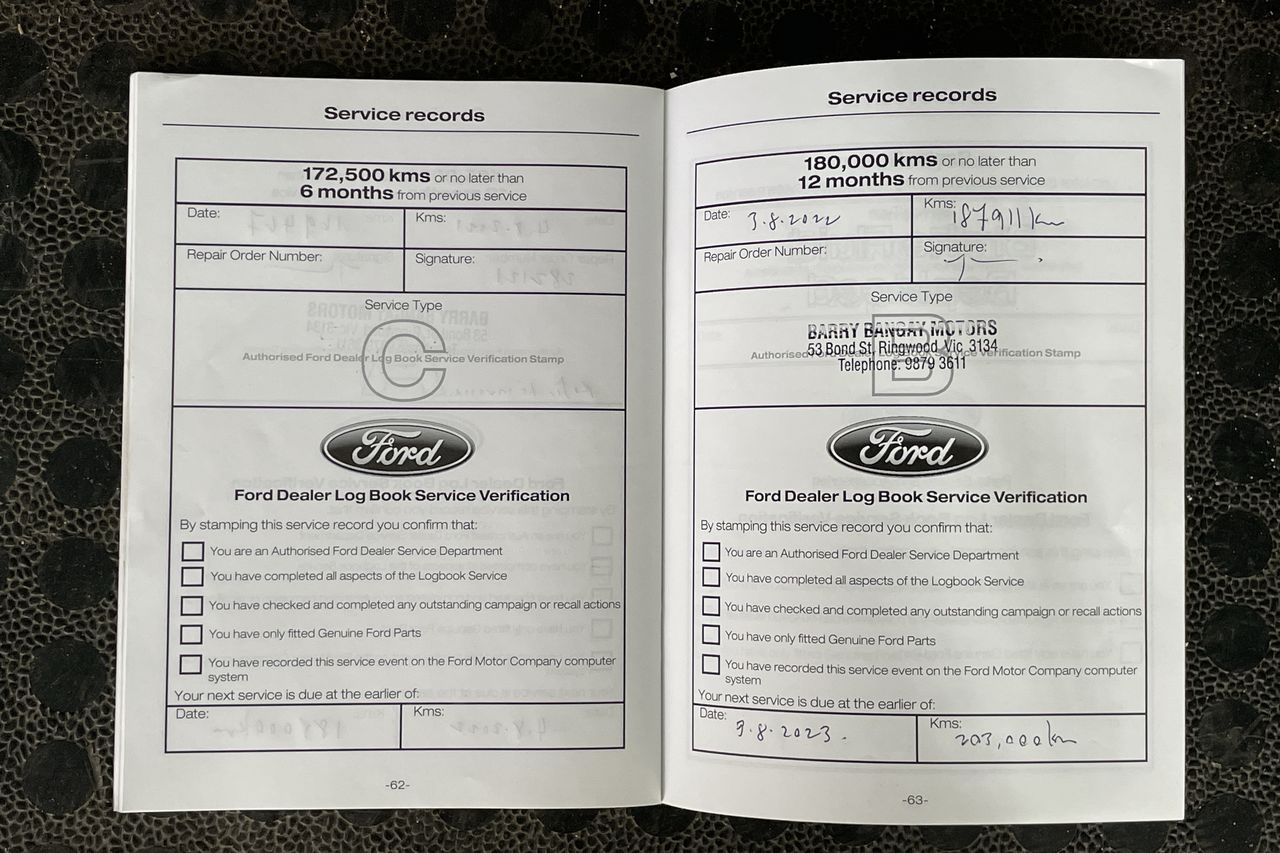 Service records
172,500 kms or no later than
6 months from previous service
Date:
Kms:
Repair Order Number:
Signature:
Service Type
C
Authorised Ford Dealer Log Book Service Verification Stamp
Ford
Ford Dealer Log Book Service Verification
By stamping this service record you confirm that:
You are an Authorised Ford Dealer Service Department
You have completed all aspects of the Logbook Service
You have checked and completed any outstanding campaign or recall actions
You have only fitted Genuine Ford Parts
You have recorded this service event on the Ford Motor Company computer
system
Your next service is due at the earlier of:
Date:
Kms:
-62-
Service records
180,000 kms or no later than
12 months from previous service
Date: 3.8.2022
Kms: 187911km
Repair Order Number:
Signature:
Service Type
B
BARRY BANGAY MOTORS
53 Bond St, Ringwood Vic 3134
Authorised Ford Dealer Log Book Service Verification Stamp
Telephone: 9879 3611
Ford
Ford Dealer Log Book Service Verification
By stamping this service record you confirm that:
You are an Authorised Ford Dealer Service Department
You have completed all aspects of the Logbook Service
You have checked and completed any outstanding campaign or recall actions
You have only fitted Genuine Ford Parts
You have recorded this service event on the Ford Motor Company computer
system
Your next service is due at the earlier of:
Date: 3.8.2023.
Kms: 203,000km
-63-